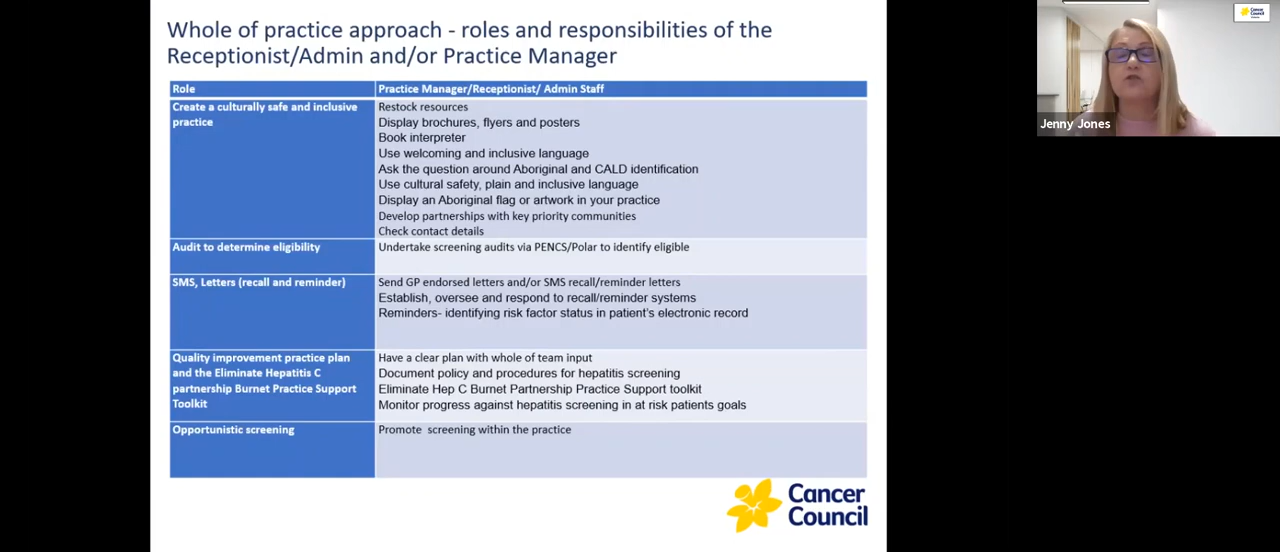 Whole of practice approach - roles and responsibilities of the
Receptionist/Admin and/or Practice Manager
Role
Practice Manager/Receptionist/ Admin Staff
Create a culturally safe and inclusive
practice
Restock resources
Display brochures, flyers and posters
Book interpreter
Use welcoming and inclusive language
Ask the question around Aboriginal and CALD identification
Use cultural safety, plain and inclusive language
Display an Aboriginal flag or artwork in your practice
Develop partnerships with key priority communities
Check contact details
Audit to determine eligibility
Undertake screening audits via PENCS/Polar to identify eligible
SMS, Letters (recall and reminder)
Send GP endorsed letters and/or SMS recall/reminder letters
Establish, oversee and respond to recall/reminder systems
Reminders- identifying risk factor status in patient's electronic record
Quality improvement practice plan
and the Eliminate Hepatitis C
partnership Burnet Practice Support
Toolkit
Have a clear plan with whole of team input
Document policy and procedures for hepatitis screening
Eliminate Hep C Burnet Partnership Practice Support toolkit
Monitor progress against hepatitis screening in at risk patients goals
Opportunistic screening
Promote  screening within the practice
Cancer
Council
Jenny Jones
Cancer
Council